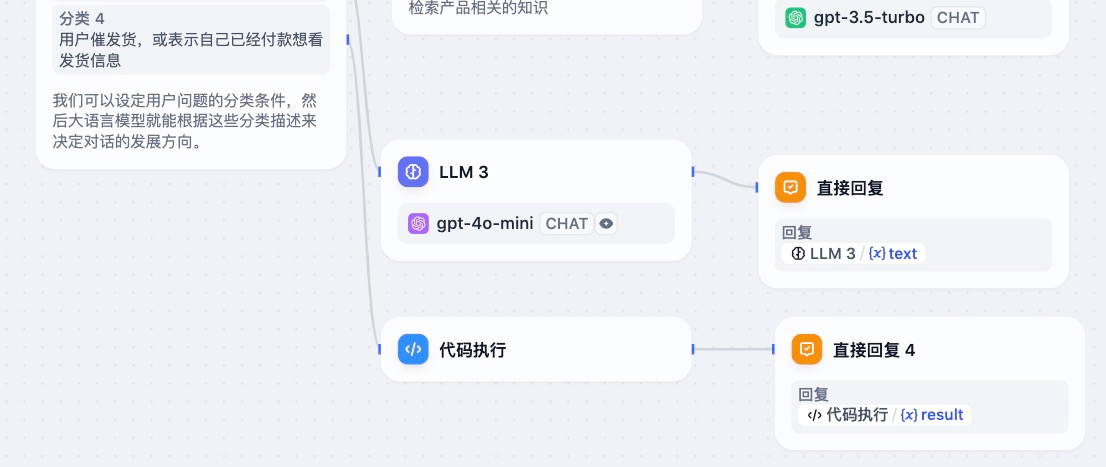 分类 4
用户催发货，或表示自己已经付款想看
发货信息
我们可以设定用户问题的分类条件，然
后大语言模型就能根据这些分类描述来
决定对话的发展方向。
检索产品相关的知识
gpt-3.5-turbo CHAT
LLM 3
gpt-4o-mini CHAT
直接回复
回复
LLM 3 / {x} text
代码执行
直接回复 4
回复
代码执行 / {x} result